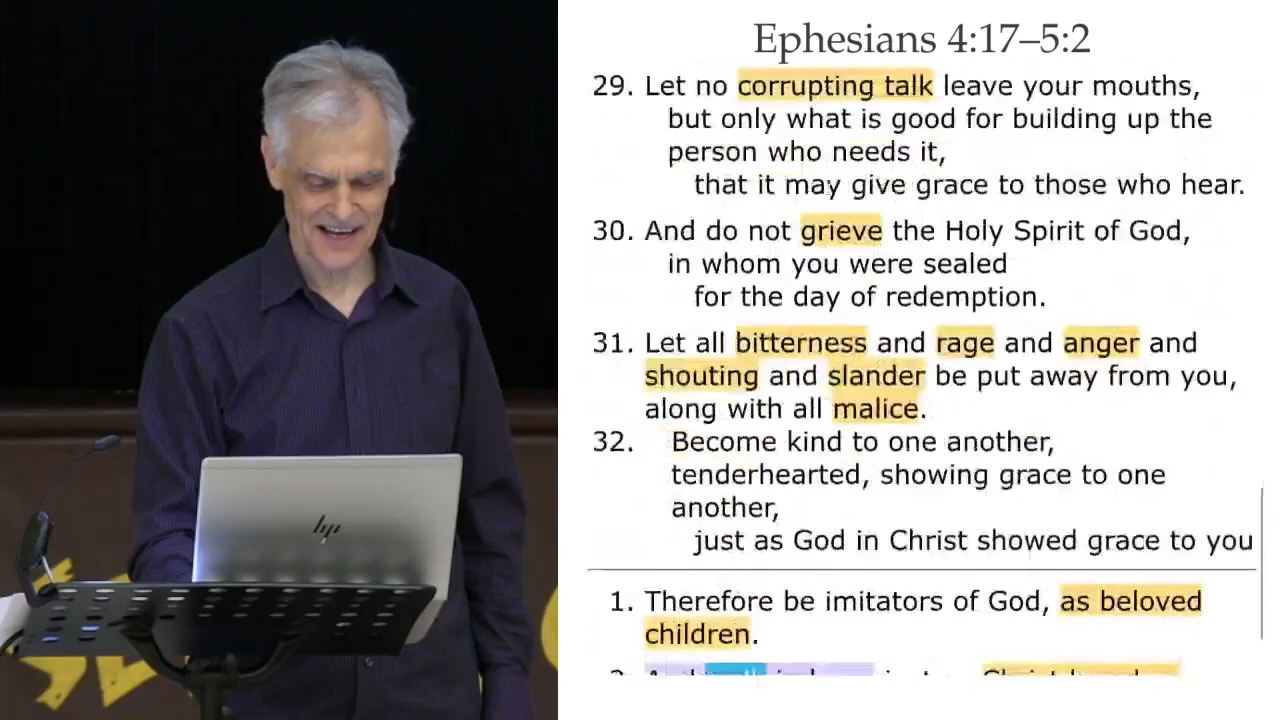 Ephesians 4:17–5:2
29. Let no corrupting talk leave your mouths,
but only what is good for building up the
person who needs it,
that it may give grace to those who hear.
30. And do not grieve the Holy Spirit of God,
in whom you were sealed
for the day of redemption.
31. Let all bitterness and rage and anger and
shouting and slander be put away from you,
along with all malice.
32. Become kind to one another,
tenderhearted, showing grace to one
another,
just as God in Christ showed grace to you
1. Therefore be imitators of God, as beloved
children.
hp